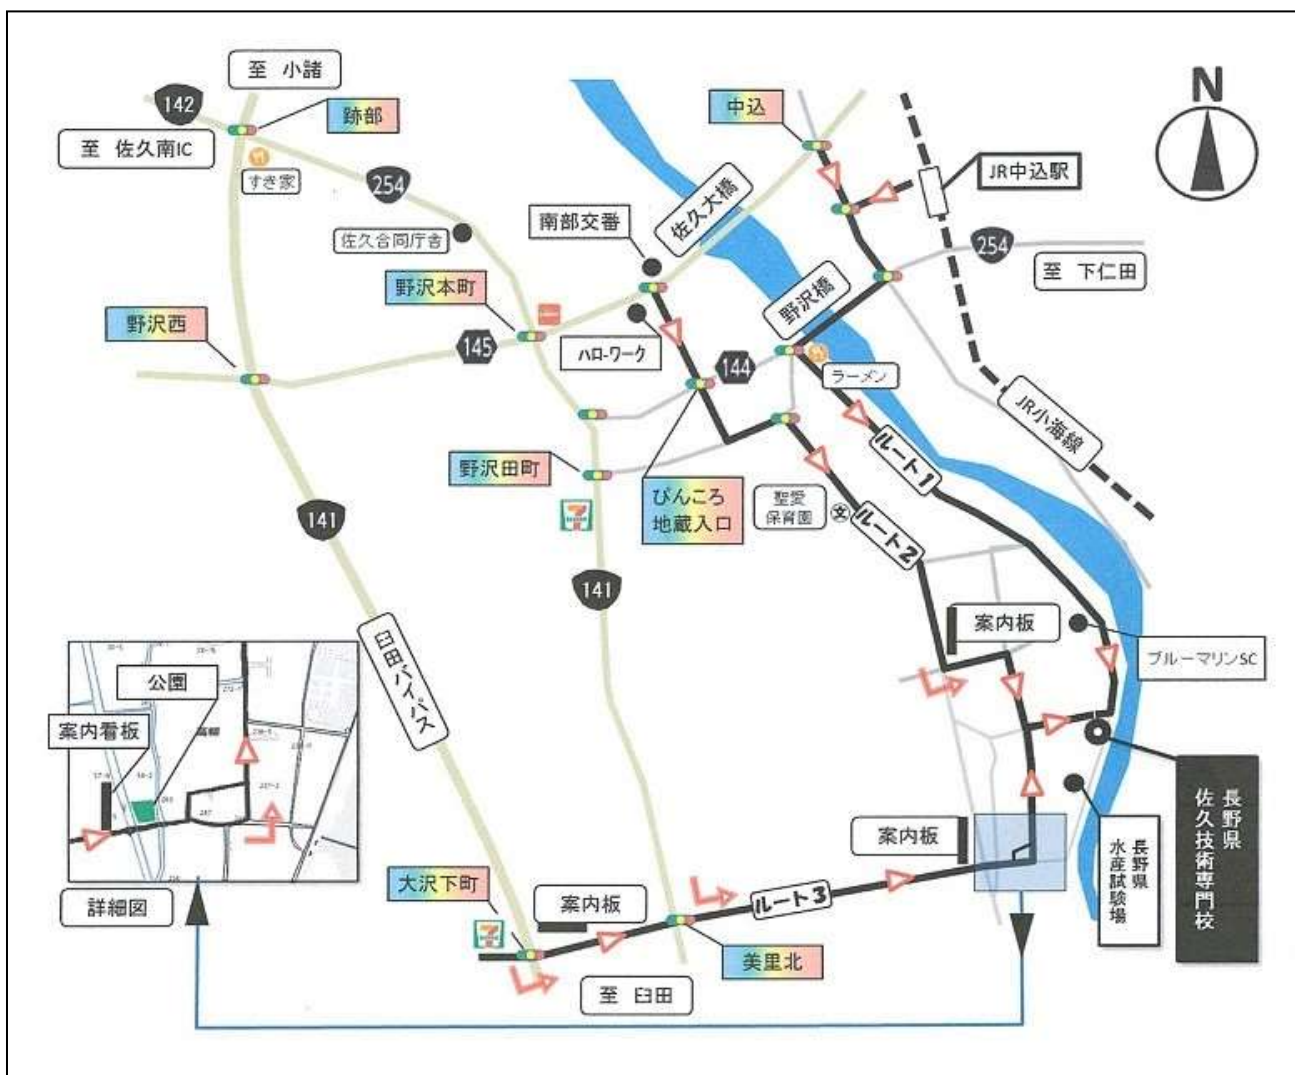 至 小諸
142
跡部
至 佐久南IC
すき家
254
佐久合同庁舎
中込
N
JR中込駅
佐久大橋
南部交番
野沢本町
野沢西
145
ハローワーク
144
野沢橋
ラーメン
254
至 下仁田
JR小海線
野沢田町
ぴんころ
地蔵入口
聖愛
保育園
文
ルート1
ルート2
141
141
臼田バイパス
案内板
ブルーマリンSC
公園
案内看板
高柳
詳細図
大沢下町
案内板
ルート3
案内板
美里北
至 臼田
長野県
水産試験場
長野県
佐久技術専門校